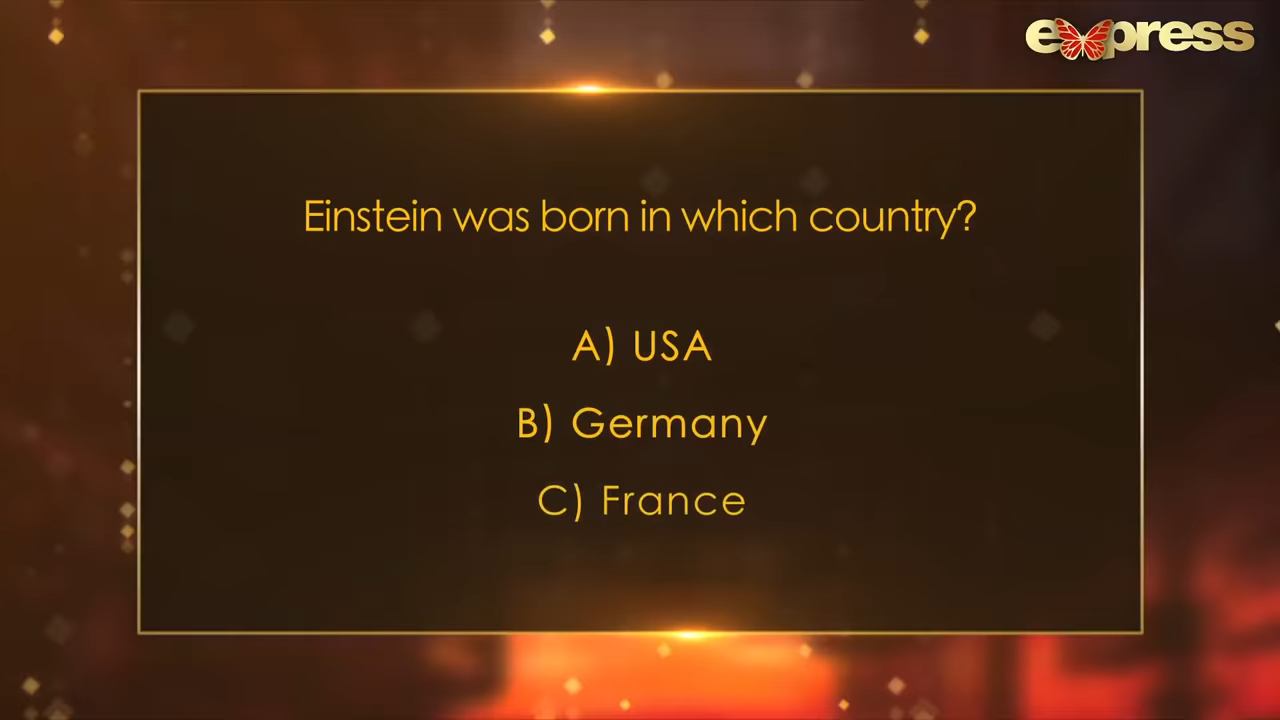 express
Einstein was born in which country?
A) USA
B) Germany
C) France